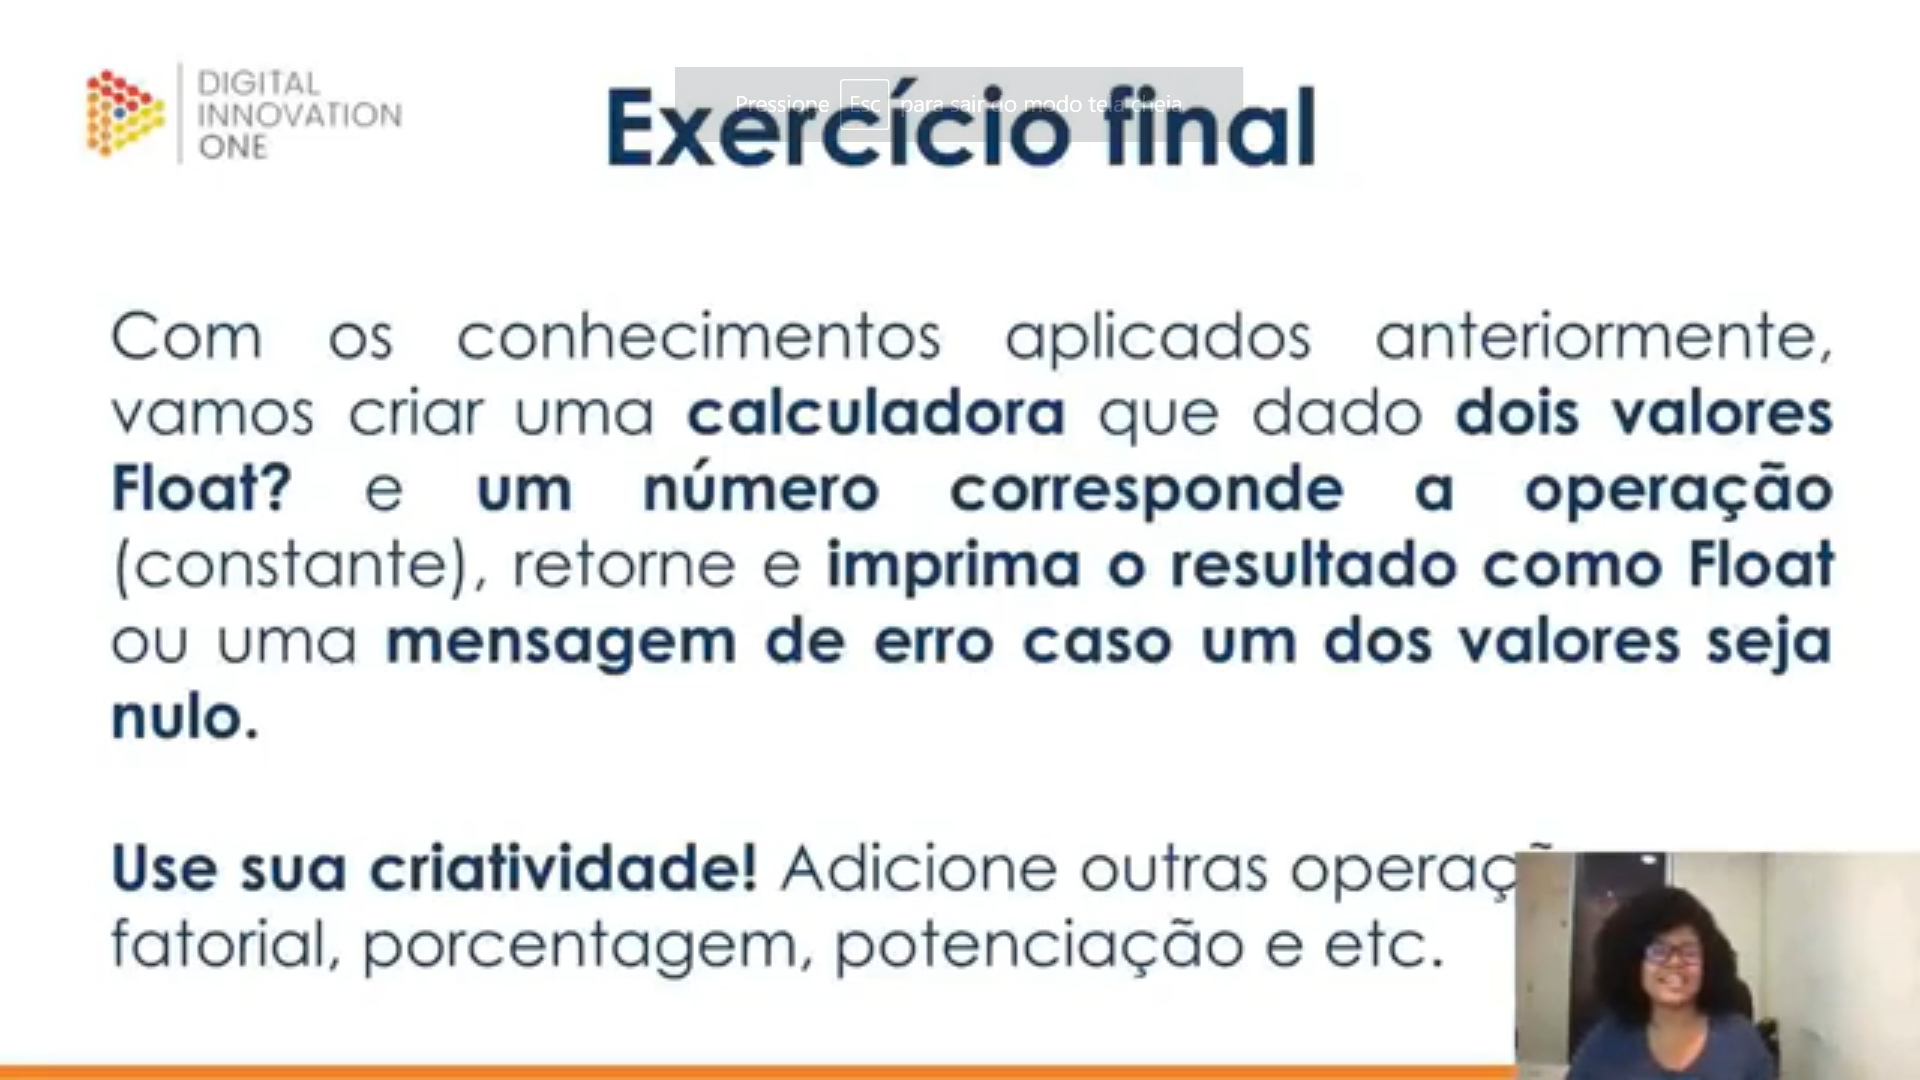 DIGITAL
INNOVATION
ONE
Pressione Esc para sair do modo tela cheia.
Exercício final
Com os conhecimentos aplicados anteriormente,
vamos criar uma calculadora que dado dois valores
Float? e um número corresponde a operação
(constante), retorne e imprima o resultado como Float
ou uma mensagem de erro caso um dos valores seja
nulo.
Use sua criatividade! Adicione outras
fatorial, porcentagem, potenciação e etc.